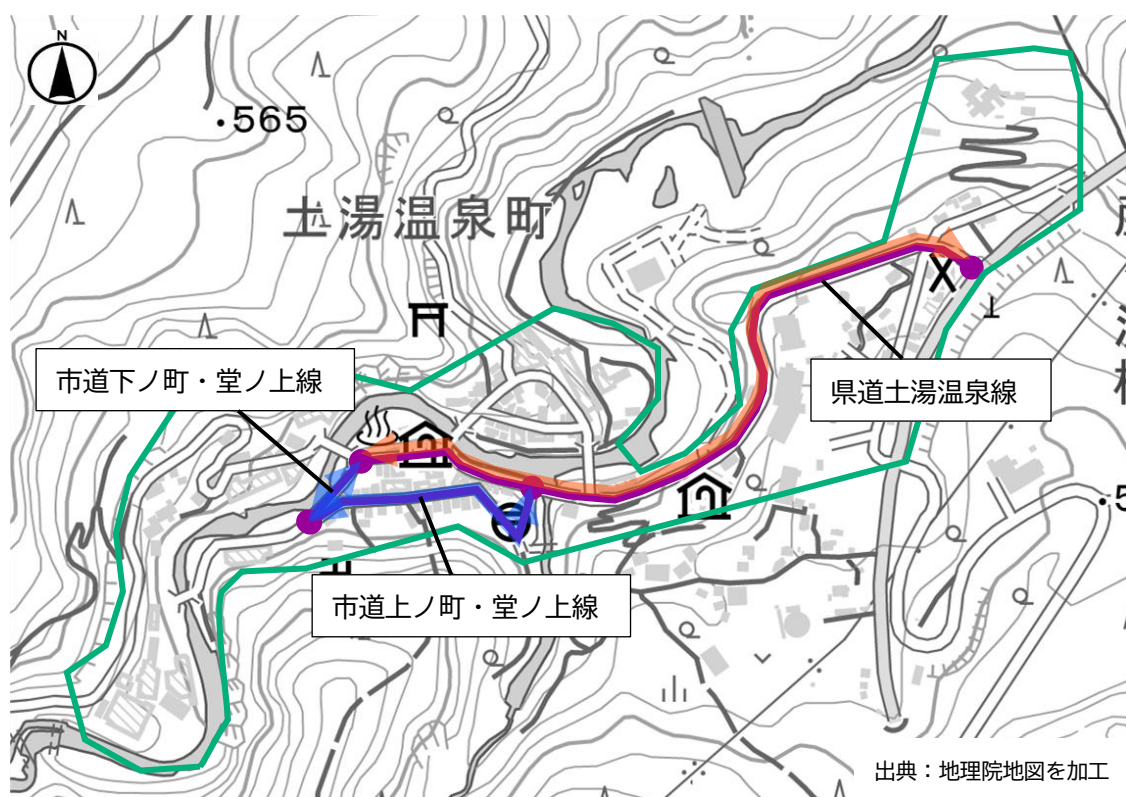 N
・565
土湯温泉町
市道下ノ町・堂ノ上線
県道土湯温泉線
市道上ノ町・堂ノ上線
出典：地理院地図を加工